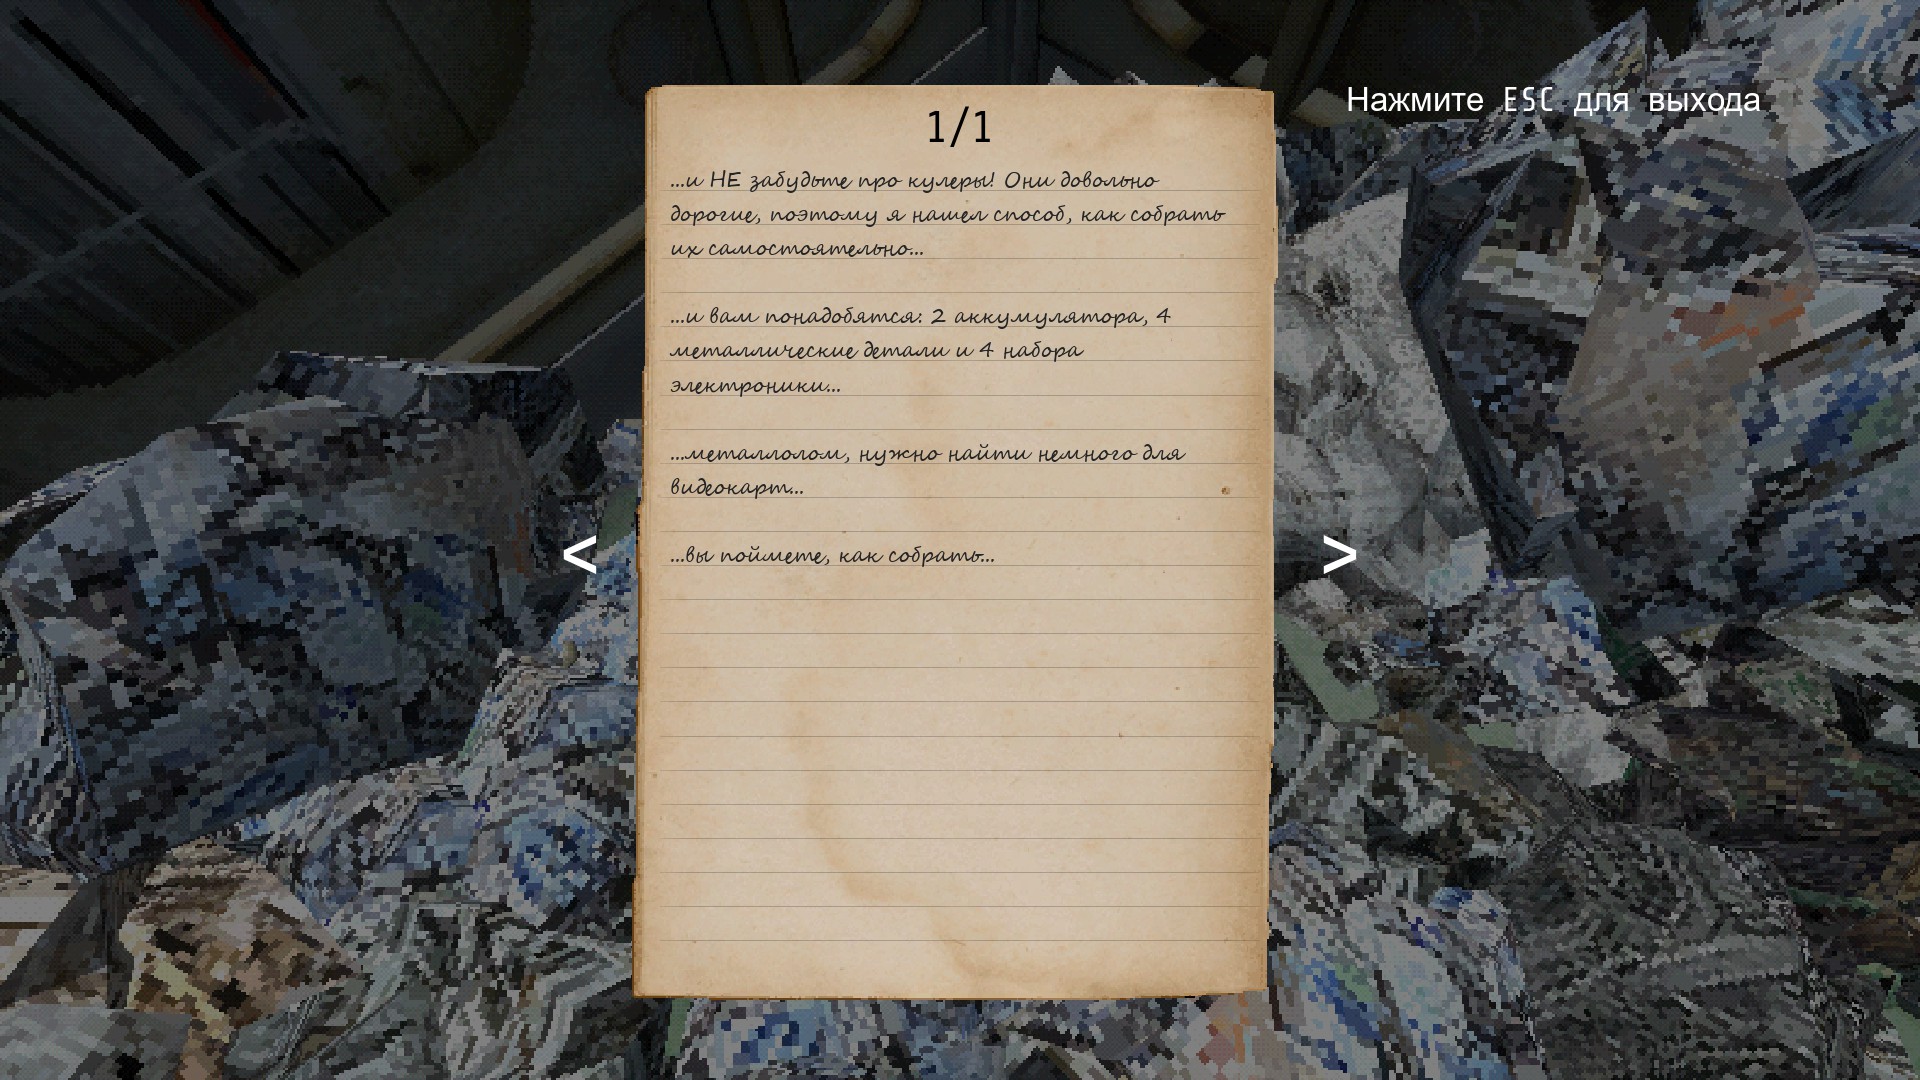 1/1
Нажмите ESC для выхода
...и НЕ забудьте про кулеры! Они довольно
дорогие, поэтому я нашел способ, как собрать
их самостоятельно...
...и вам понадобятся: 2 аккумулятора, 4
металлические детали и 4 набора
электроники...
...металлолом, нужно найти немного для
видеокарт...
< >
...вы поймете, как собрать...